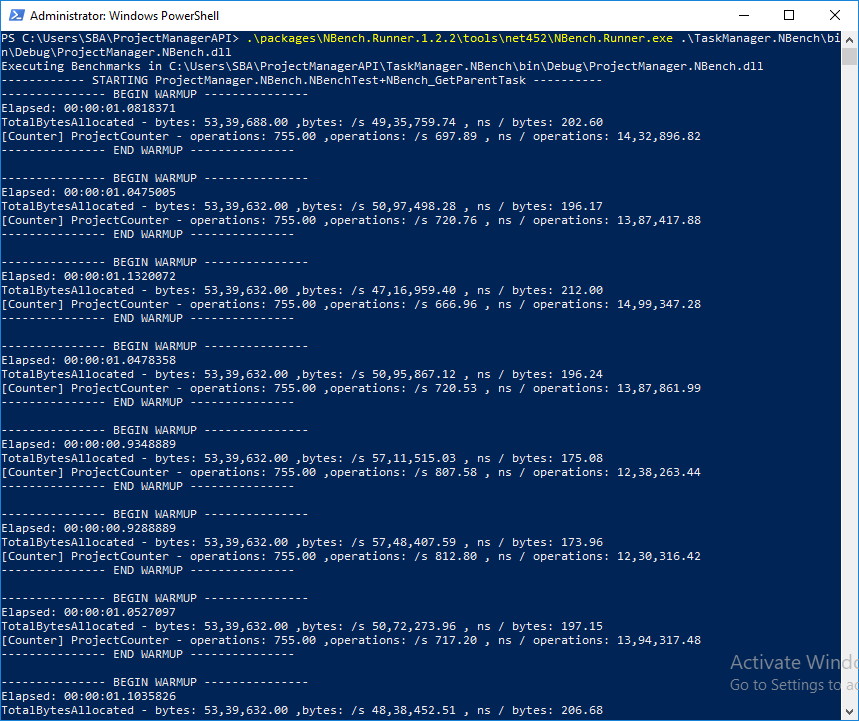 Administrator: Windows PowerShell
PS C:\Users\SBA\ProjectManagerAPI> .\packages\NBench.Runner.1.2.2\tools\net452\NBench.Runner.exe .\TaskManager.NBench\bi
n\Debug\ProjectManager.NBench.dll
Executing Benchmarks in C:\Users\SBA\ProjectManagerAPI\TaskManager.NBench\bin\Debug\ProjectManager.NBench.dll
------------ STARTING ProjectManager.NBench.NBenchTest+NBench_GetParentTask ----------
--------------- BEGIN WARMUP ---------------
Elapsed: 00:00:01.0818371
TotalBytesAllocated - bytes: 53,39,688.00 ,bytes: /s 49,35,759.74 , ns / bytes: 202.60
[Counter] ProjectCounter - operations: 755.00 ,operations: /s 697.89 , ns / operations: 14,32,896.82
--------------- END WARMUP ---------------
--------------- BEGIN WARMUP ---------------
Elapsed: 00:00:01.0475005
TotalBytesAllocated - bytes: 53,39,632.00 ,bytes: /s 50,97,498.28 , ns / bytes: 196.17
[Counter] ProjectCounter - operations: 755.00 ,operations: /s 720.76 , ns / operations: 13,87,417.88
--------------- END WARMUP ---------------
--------------- BEGIN WARMUP ---------------
Elapsed: 00:00:01.1320072
TotalBytesAllocated - bytes: 53,39,632.00 ,bytes: /s 47,16,959.40 , ns / bytes: 212.00
[Counter] ProjectCounter - operations: 755.00 ,operations: /s 666.96 , ns / operations: 14,99,347.28
--------------- END WARMUP ---------------
--------------- BEGIN WARMUP ---------------
Elapsed: 00:00:01.0478358
TotalBytesAllocated - bytes: 53,39,632.00 ,bytes: /s 50,95,867.12 , ns / bytes: 196.24
[Counter] ProjectCounter - operations: 755.00 ,operations: /s 720.53 , ns / operations: 13,87,861.99
--------------- END WARMUP ---------------
--------------- BEGIN WARMUP ---------------
Elapsed: 00:00:00.9348889
TotalBytesAllocated - bytes: 53,39,632.00 ,bytes: /s 57,11,515.03 , ns / bytes: 175.08
[Counter] ProjectCounter - operations: 755.00 ,operations: /s 807.58 , ns / operations: 12,38,263.44
--------------- END WARMUP ---------------
--------------- BEGIN WARMUP ---------------
Elapsed: 00:00:00.9288889
TotalBytesAllocated - bytes: 53,39,632.00 ,bytes: /s 57,48,407.59 , ns / bytes: 173.96
[Counter] ProjectCounter - operations: 755.00 ,operations: /s 812.80 , ns / operations: 12,30,316.42
--------------- END WARMUP ---------------
--------------- BEGIN WARMUP ---------------
Elapsed: 00:00:01.0527097
TotalBytesAllocated - bytes: 53,39,632.00 ,bytes: /s 50,72,273.96 , ns / bytes: 197.15
[Counter] ProjectCounter - operations: 755.00 ,operations: /s 717.20 , ns / operations: 13,94,317.48
--------------- END WARMUP ---------------
--------------- BEGIN WARMUP ---------------
Elapsed: 00:00:01.1035826
TotalBytesAllocated - bytes: 53,39,632.00 ,bytes: /s 48,38,452.51 , ns / bytes: 206.68
Activate Windo
Go to Settings to ac